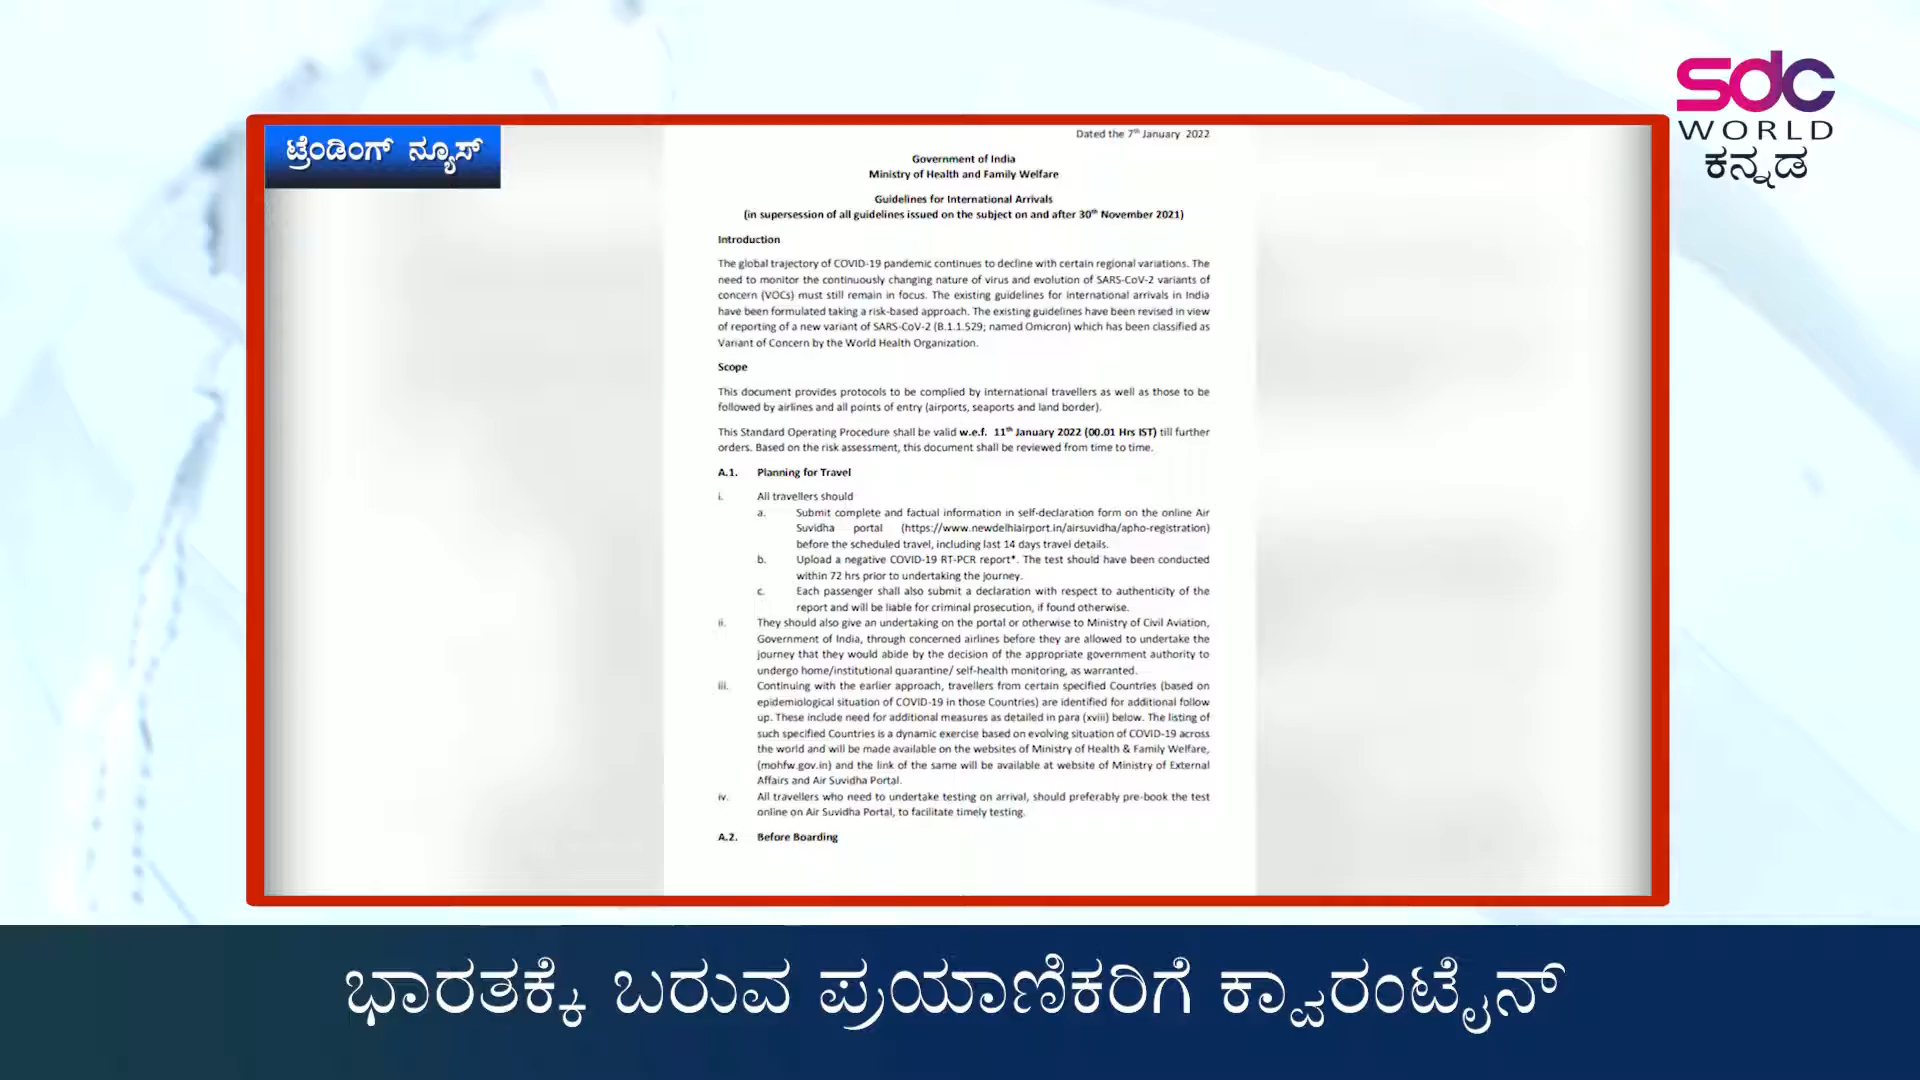 sdc
WORLD
ಕನ್ನಡ
ಟ್ರೆಂಡಿಂಗ್ ನ್ಯೂಸ್
Dated the 7th January 2022
Government of India
Ministry of Health and Family Welfare
Guidelines for International Arrivals
(in supersession of all guidelines issued on the subject on and after 30th November 2021)
Introduction
The global trajectory of COVID-19 pandemic continues to decline with certain regional variations. The
need to monitor the continuously changing nature of virus and evolution of SARS-CoV-2 variants of
concern (VOCs) must still remain in focus. The existing guidelines for international arrivals in India
have been formulated taking a risk-based approach. The existing guidelines have been revised in view
of reporting of a new variant of SARS-CoV-2 (B.1.1.529; named Omicron) which has been classified as
Variant of Concern by the World Health Organization.
Scope
This document provides protocols to be complied by international travellers as well as those to be
followed by airlines and all points of entry (airports, seaports and land border).
This Standard Operating Procedure shall be valid w.e.f. 11th January 2022 (00.01 Hrs IST) till further
orders. Based on the risk assessment, this document shall be reviewed from time to time.
A.1. Planning for Travel
i. All travellers should
a. Submit complete and factual information in self-declaration form on the online Air
Suvidha portal (https://www.newdelhiairport.in/airsuvidha/apho-registration)
before the scheduled travel, including last 14 days travel details.
b. Upload a negative COVID-19 RT-PCR report*. The test should have been conducted
within 72 hrs prior to undertaking the journey.
c. Each passenger shall also submit a declaration with respect to authenticity of the
report and will be liable for criminal prosecution, if found otherwise.
ii. They should also give an undertaking on the portal or otherwise to Ministry of Civil Aviation,
Government of India, through concerned airlines before they are allowed to undertake the
journey that they would abide by the decision of the appropriate government authority to
undergo home/institutional quarantine/ self-health monitoring, as warranted.
iii. Continuing with the earlier approach, travellers from certain specified Countries (based on
epidemiological situation of COVID-19 in those Countries) are identified for additional follow
up. These include need for additional measures as detailed in para (xviii) below. The listing of
such specified Countries is a dynamic exercise based on evolving situation of COVID-19 across
the world and will be made available on the websites of Ministry of Health & Family Welfare,
(mohfw.gov.in) and the link of the same will be available at website of Ministry of External
Affairs and Air Suvidha Portal.
iv. All travellers who need to undertake testing on arrival, should preferably pre-book the test
online on Air Suvidha Portal, to facilitate timely testing.
A.2. Before Boarding
ಭಾರತಕ್ಕೆ ಬರುವ ಪ್ರಯಾಣಿಕರಿಗೆ ಕ್ವಾರಂಟೈನ್